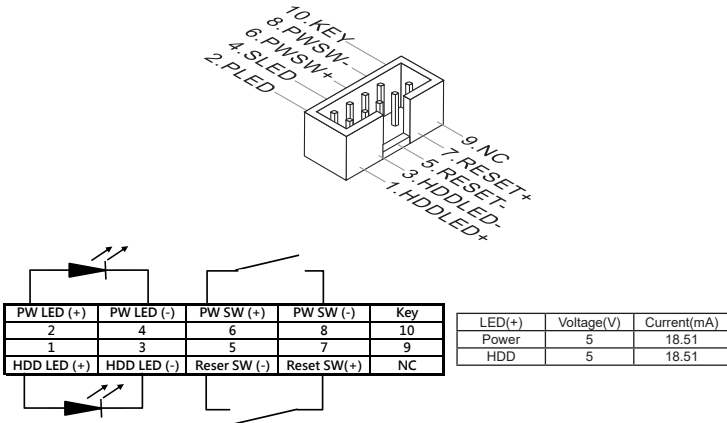 10.KEY
8.PWSW-
6.PWSW+
4.SLED
2.PLED
9.NC
7.RESET+
5.RESET-
3.HDDLED-
1.HDDLED+
PW LED (+) PW LED (-) PW SW (+) PW SW (-) Key
2 4 6 8 10
1 3 5 7 9
HDD LED (+) HDD LED (-) Reser SW (-) Reset SW(+) NC
LED(+) Voltage(V) Current(mA)
Power 5 18.51
HDD 5 18.51